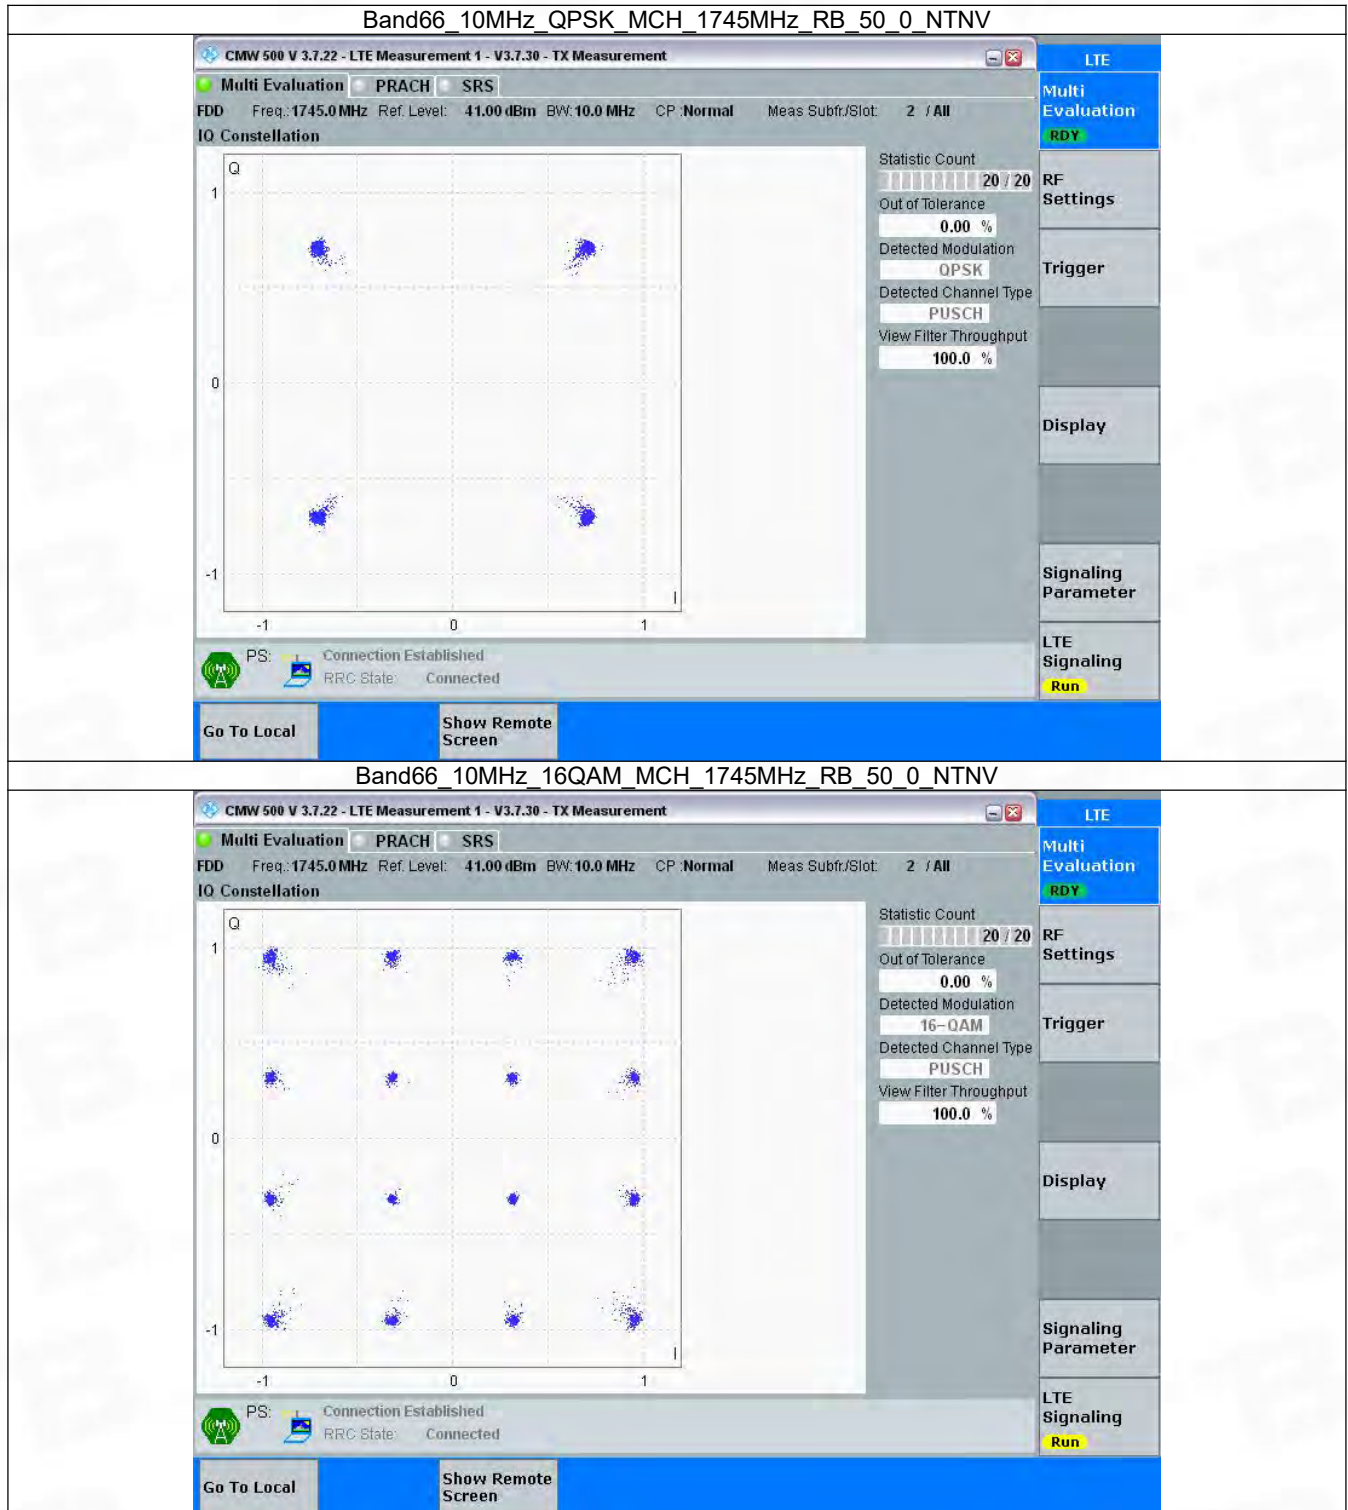 Band66_10MHz_QPSK_MCH_1745MHz_RB_50_0_NTNV
CMW 500 V 3.7.22 - LTE Measurement 1 - V3.7.30 - TX Measurement
LTE
Multi Evaluation PRACH SRS
Multi
Evaluation
RDY
FDD Freq.: 1745.0 MHz Ref. Level: 41.00 dBm BW: 10.0 MHz CP : Normal Meas Subfr./Slot: 2 / All
IQ Constellation
Q
1
0
-1
-1 0 1
I
Statistic Count
20 / 20
Out of Tolerance
0.00 %
Detected Modulation
QPSK
Detected Channel Type
PUSCH
View Filter Throughput
100.0 %
RF
Settings
Trigger
Display
Signaling
Parameter
LTE
Signaling
Run
PS: Connection Established
RRC State: Connected
Go To Local
Show Remote
Screen
Band66_10MHz_16QAM_MCH_1745MHz_RB_50_0_NTNV
CMW 500 V 3.7.22 - LTE Measurement 1 - V3.7.30 - TX Measurement
LTE
Multi Evaluation PRACH SRS
Multi
Evaluation
RDY
FDD Freq.: 1745.0 MHz Ref. Level: 41.00 dBm BW: 10.0 MHz CP : Normal Meas Subfr./Slot: 2 / All
IQ Constellation
Q
1
0
-1
-1 0 1
I
Statistic Count
20 / 20
Out of Tolerance
0.00 %
Detected Modulation
16-QAM
Detected Channel Type
PUSCH
View Filter Throughput
100.0 %
RF
Settings
Trigger
Display
Signaling
Parameter
LTE
Signaling
Run
PS: Connection Established
RRC State: Connected
Go To Local
Show Remote
Screen